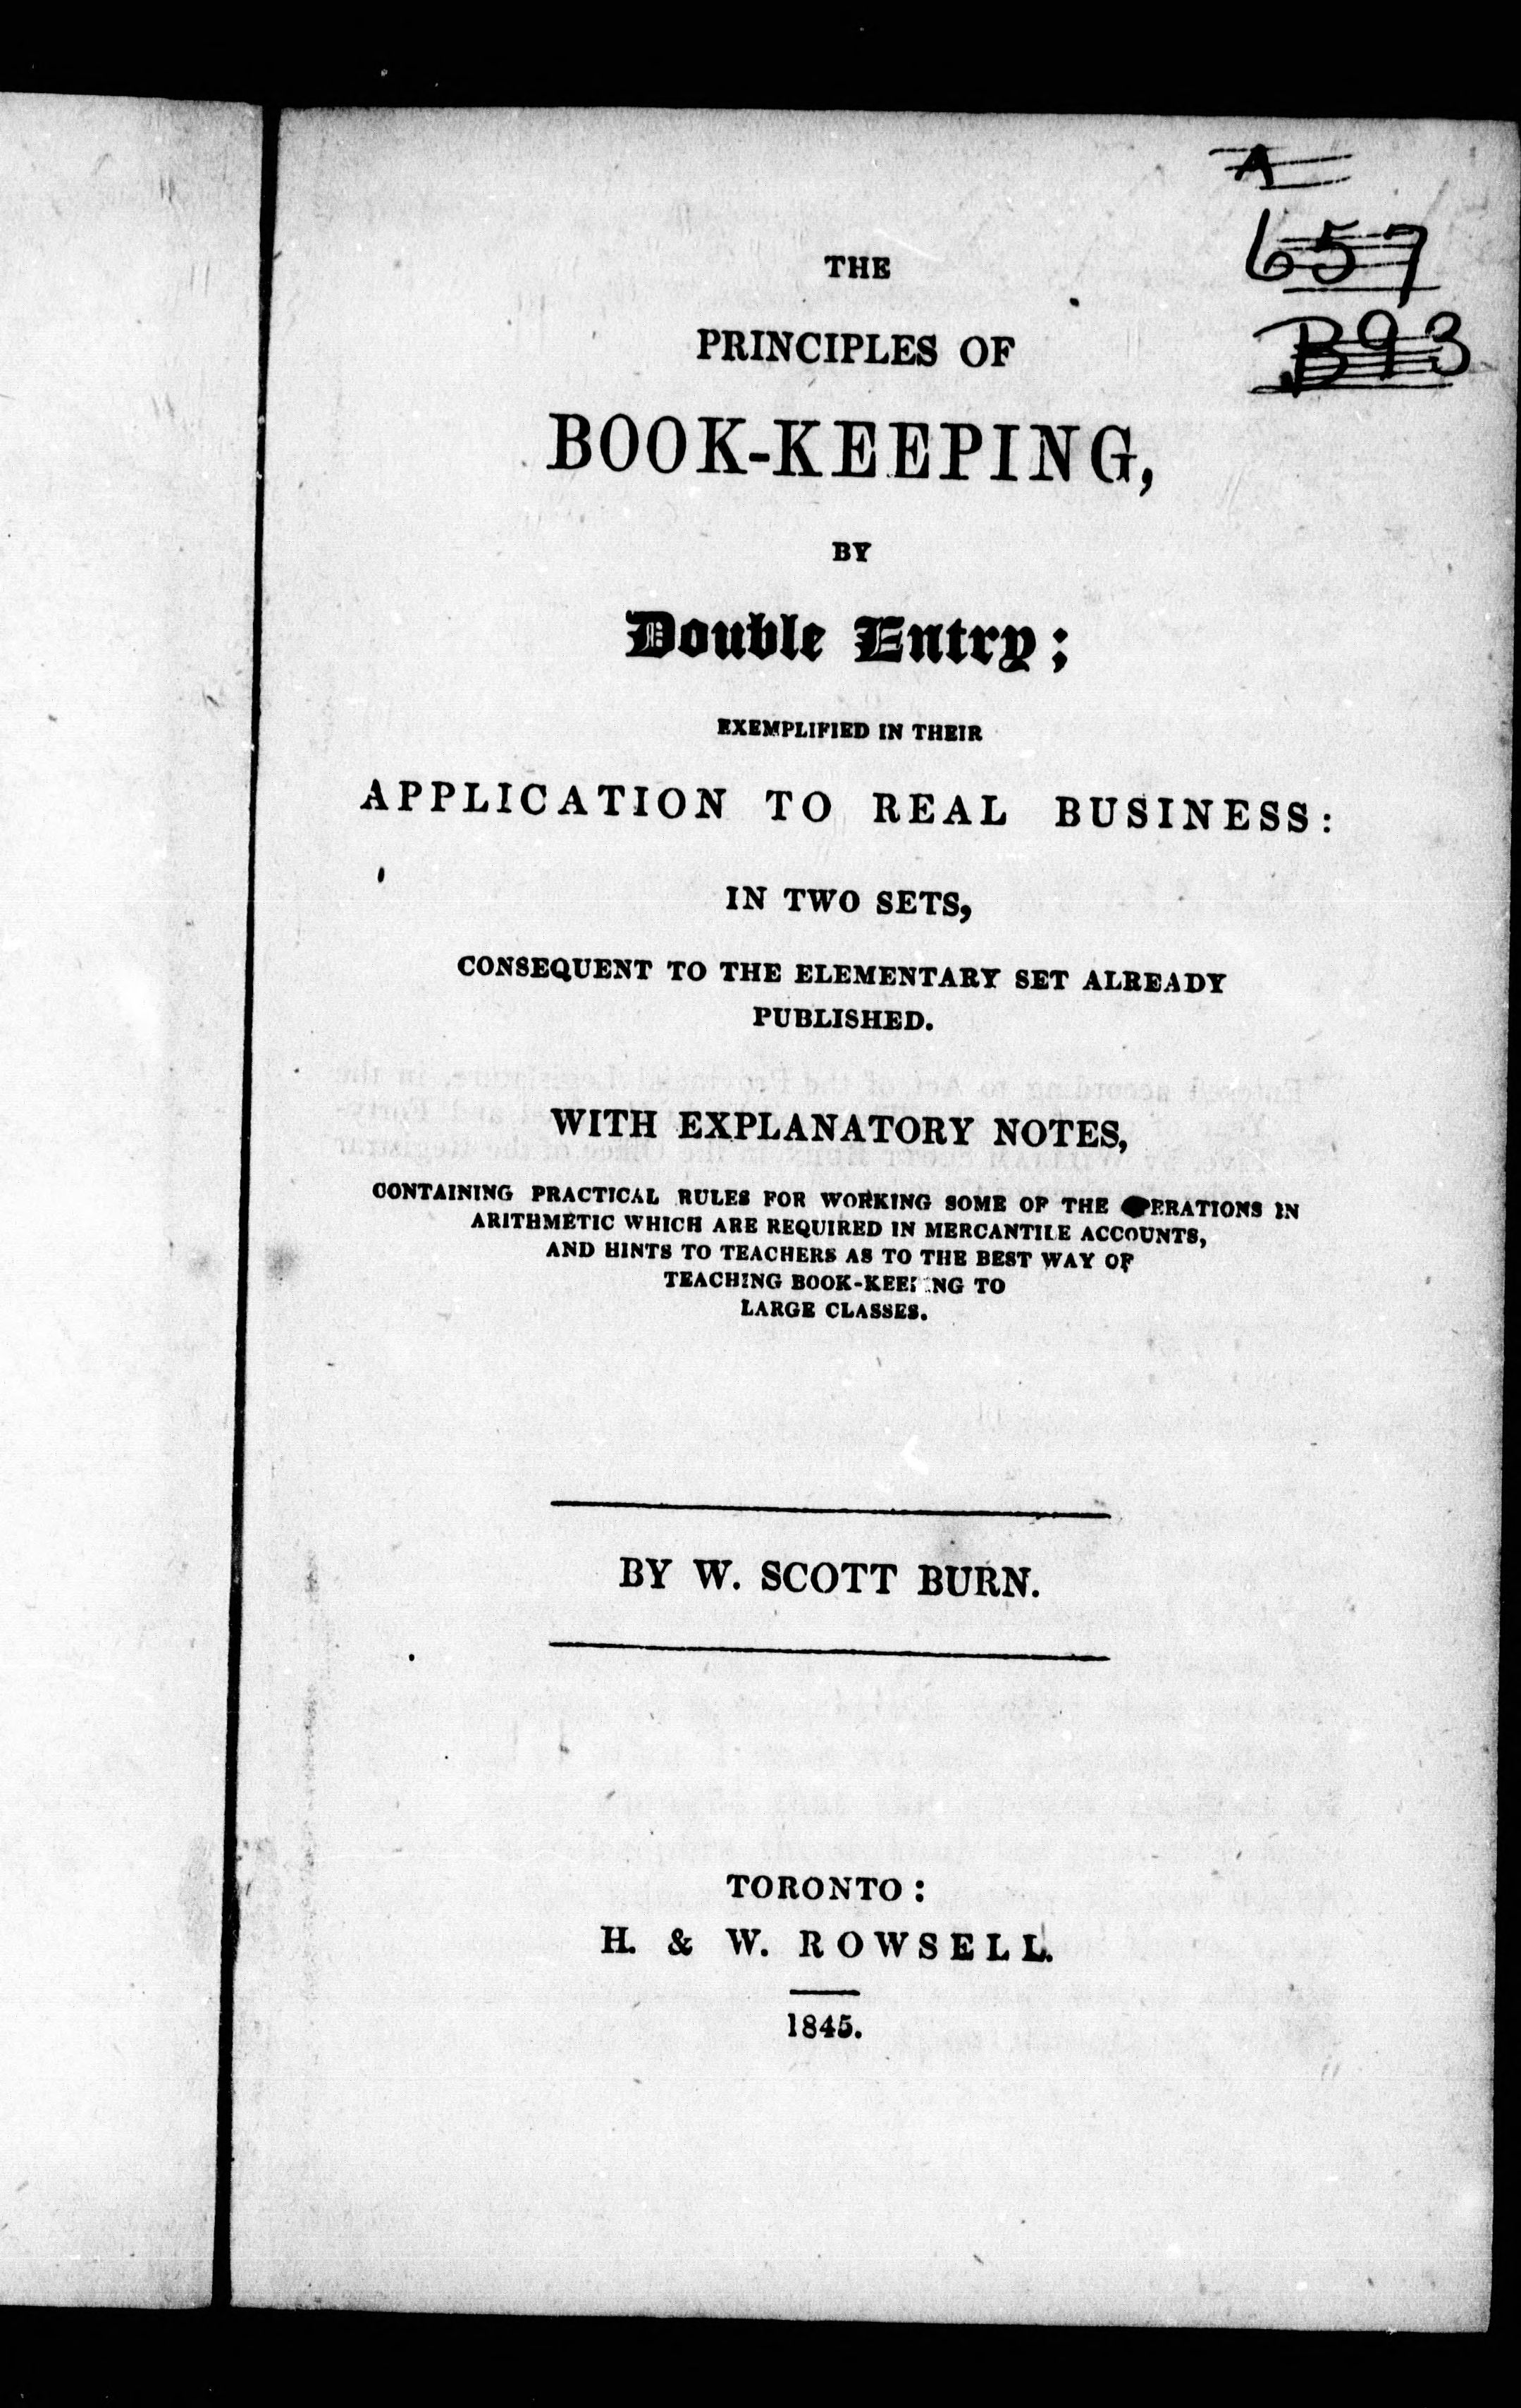 A
657
B93
THE
PRINCIPLES OF
BOOK-KEEPING,
BY
Double Entry;
EXEMPLIFIED IN THEIR
APPLICATION TO REAL BUSINESS:
IN TWO SETS,
CONSEQUENT TO THE ELEMENTARY SET ALREADY
PUBLISHED.
WITH EXPLANATORY NOTES,
CONTAINING PRACTICAL RULES FOR WORKING SOME OF THE OPERATIONS IN
ARITHMETIC WHICH ARE REQUIRED IN MERCANTILE ACCOUNTS,
AND HINTS TO TEACHERS AS TO THE BEST WAY OF
TEACHING BOOK-KEEPING TO
LARGE CLASSES.
BY W. SCOTT BURN.
TORONTO:
H. & W. ROWSELL.
1845.